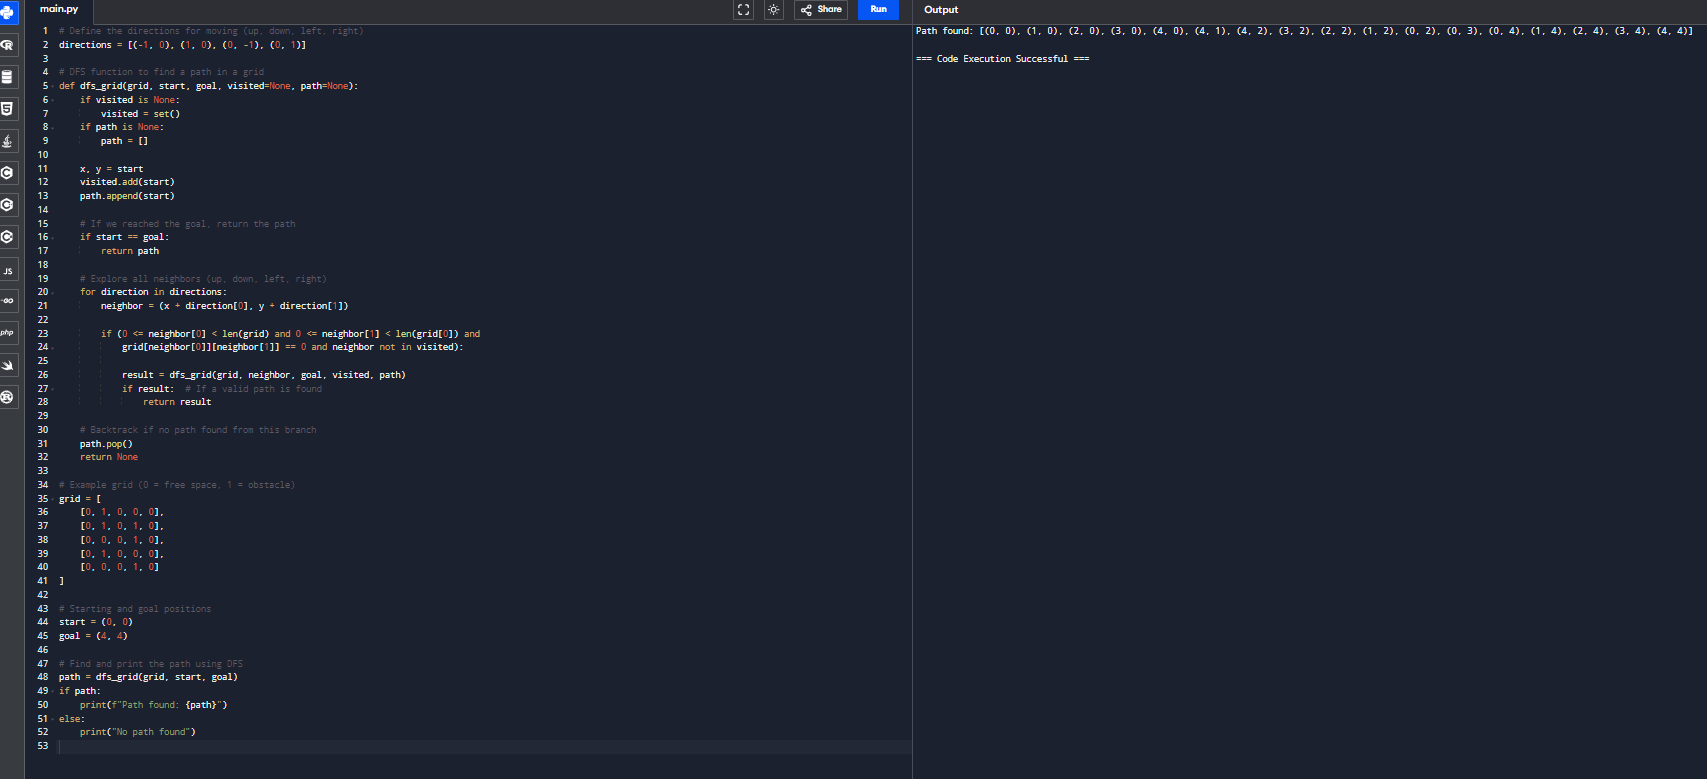 main.py
Share
Run
Output
JS
-GO
php
1 # Define the directions for moving (up, down, left, right)
2 directions = [(-1, 0), (1, 0), (0, -1), (0, 1)]
3
4 # DFS function to find a path in a grid
5 def dfs_grid(grid, start, goal, visited=None, path=None):
6     if visited is None:
7         visited = set()
8     if path is None:
9         path = []
10
11     x, y = start
12     visited.add(start)
13     path.append(start)
14
15     # If we reached the goal, return the path
16     if start == goal:
17         return path
18
19     # Explore all neighbors (up, down, left, right)
20     for direction in directions:
21         neighbor = (x + direction[0], y + direction[1])
22
23         if (0 <= neighbor[0] < len(grid) and 0 <= neighbor[1] < len(grid[0]) and
24             grid[neighbor[0]][neighbor[1]] == 0 and neighbor not in visited):
25
26             result = dfs_grid(grid, neighbor, goal, visited, path)
27             if result:  # If a valid path is found
28                 return result
29
30     # Backtrack if no path found from this branch
31     path.pop()
32     return None
33
34 # Example grid (0 = free space, 1 = obstacle)
35 grid = [
36     [0, 1, 0, 0, 0],
37     [0, 1, 0, 1, 0],
38     [0, 0, 0, 1, 0],
39     [0, 1, 0, 0, 0],
40     [0, 0, 0, 1, 0]
41 ]
42
43 # Starting and goal positions
44 start = (0, 0)
45 goal = (4, 4)
46
47 # Find and print the path using DFS
48 path = dfs_grid(grid, start, goal)
49 if path:
50     print(f"Path found: {path}")
51 else:
52     print("No path found")
53
Path found: [(0, 0), (1, 0), (2, 0), (3, 0), (4, 0), (4, 1), (4, 2), (3, 2), (2, 2), (1, 2), (0, 2), (0, 3), (0, 4), (1, 4), (2, 4), (3, 4), (4, 4)]
=== Code Execution Successful ===